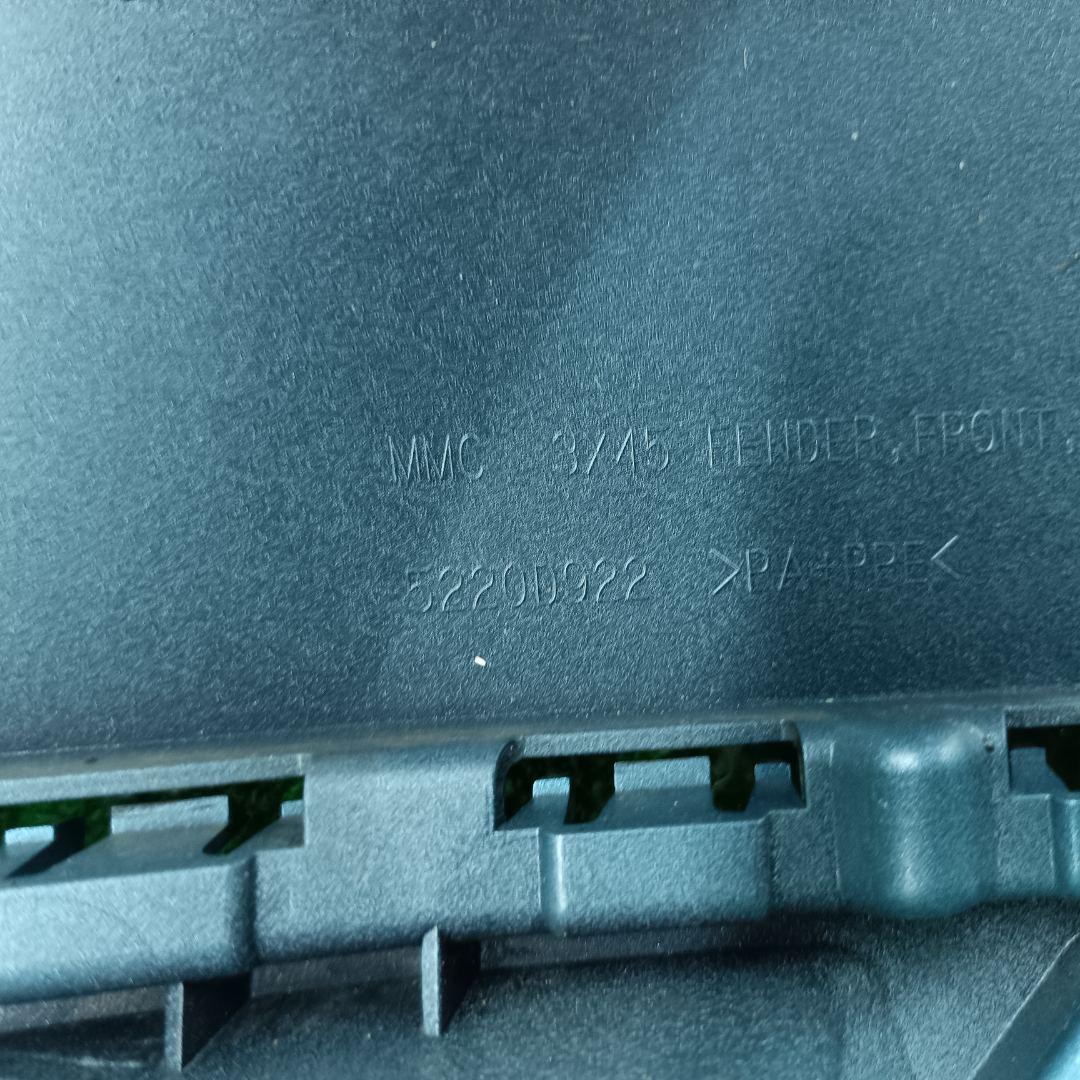 MMC 3/45 FENDER,FRONT,
5220D922 >PA+PPE<